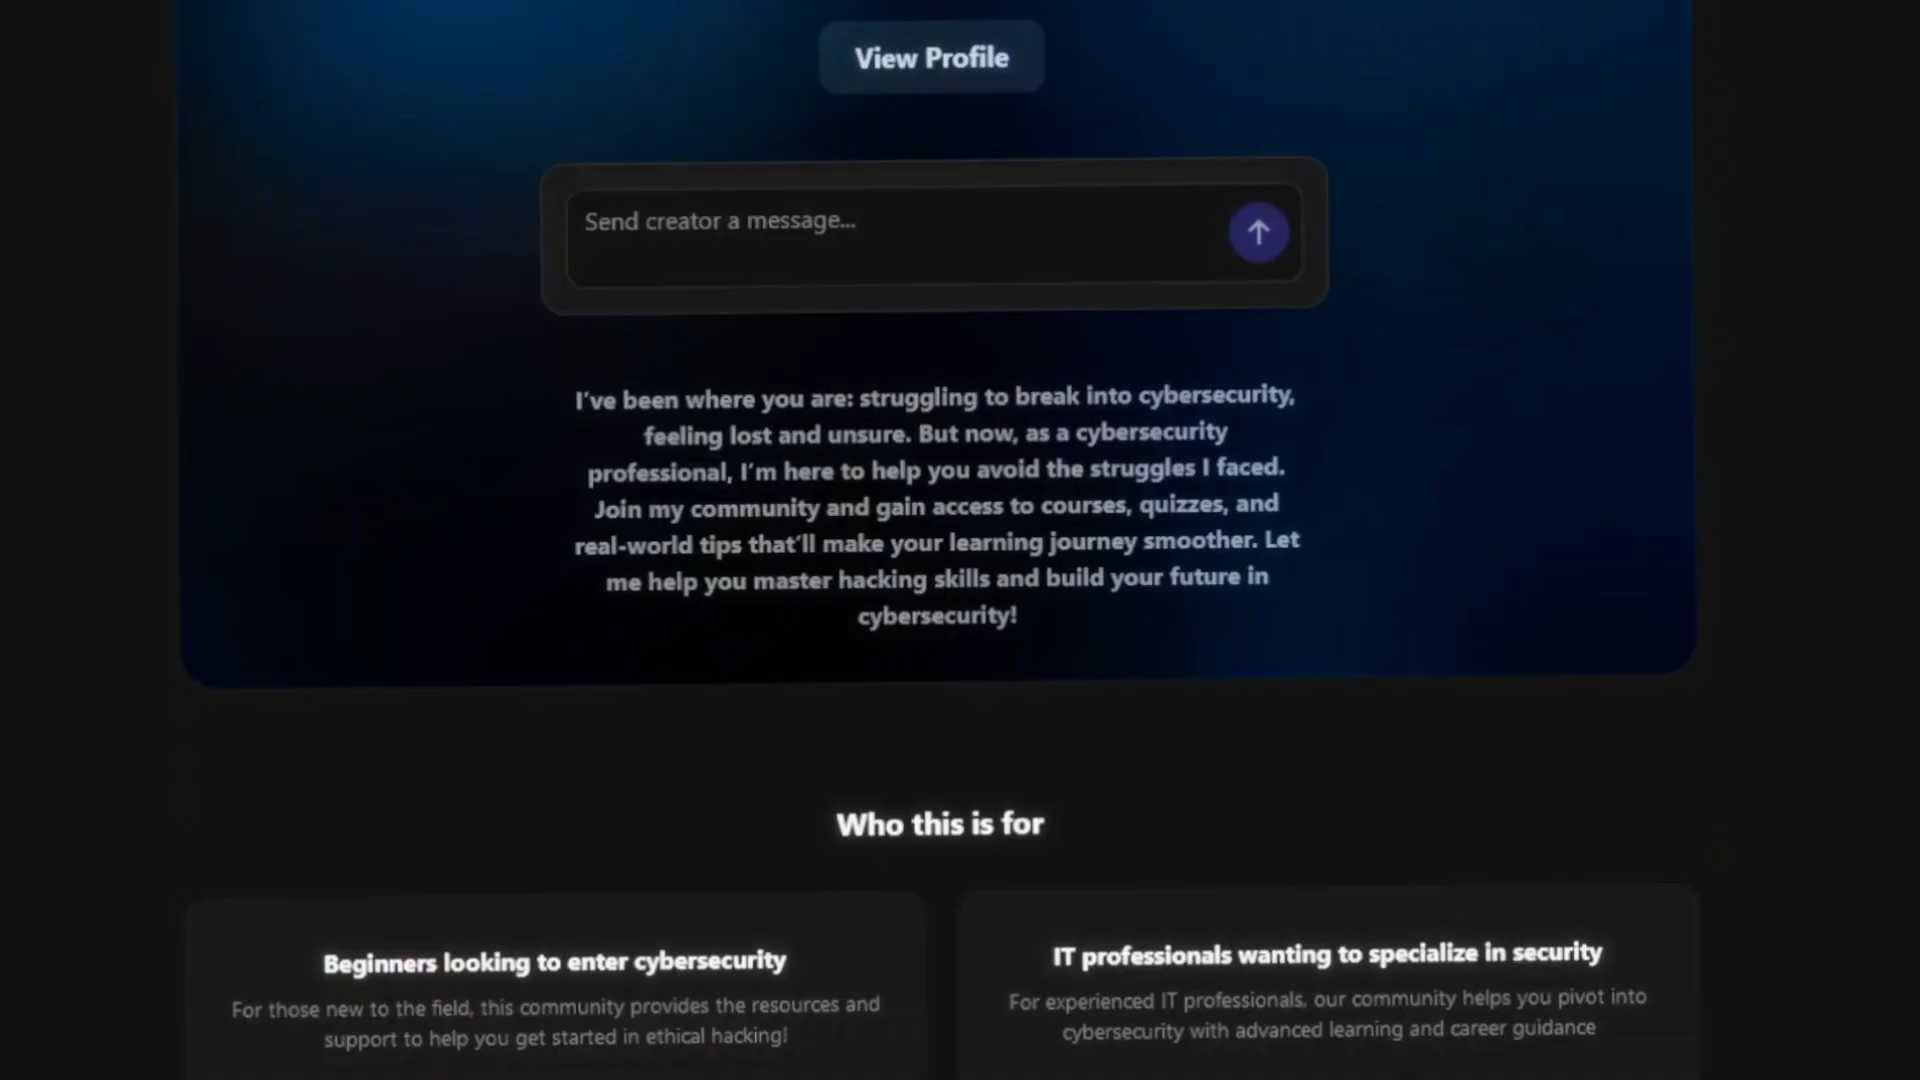 View Profile
Send creator a message...
I've been where you are: struggling to break into cybersecurity,
feeling lost and unsure. But now, as a cybersecurity
professional, I'm here to help you avoid the struggles I faced.
Join my community and gain access to courses, quizzes, and
real-world tips that'll make your learning journey smoother. Let
me help you master hacking skills and build your future in
cybersecurity!
Who this is for
Beginners looking to enter cybersecurity
For those new to the field, this community provides the resources and
support to help you get started in ethical hacking!
IT professionals wanting to specialize in security
For experienced IT professionals, our community helps you pivot into
cybersecurity with advanced learning and career guidance